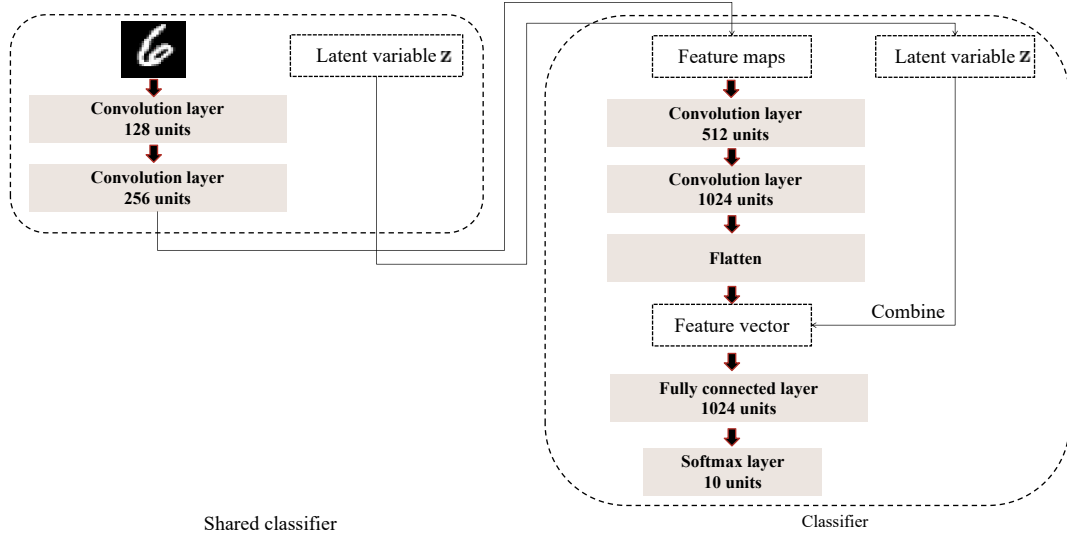 Latent variable z
Convolution layer
128 units
Convolution layer
256 units
Shared classifier
Feature maps
Latent variable z
Convolution layer
512 units
Convolution layer
1024 units
Flatten
Combine
Feature vector
Fully connected layer
1024 units
Softmax layer
10 units
Classifier